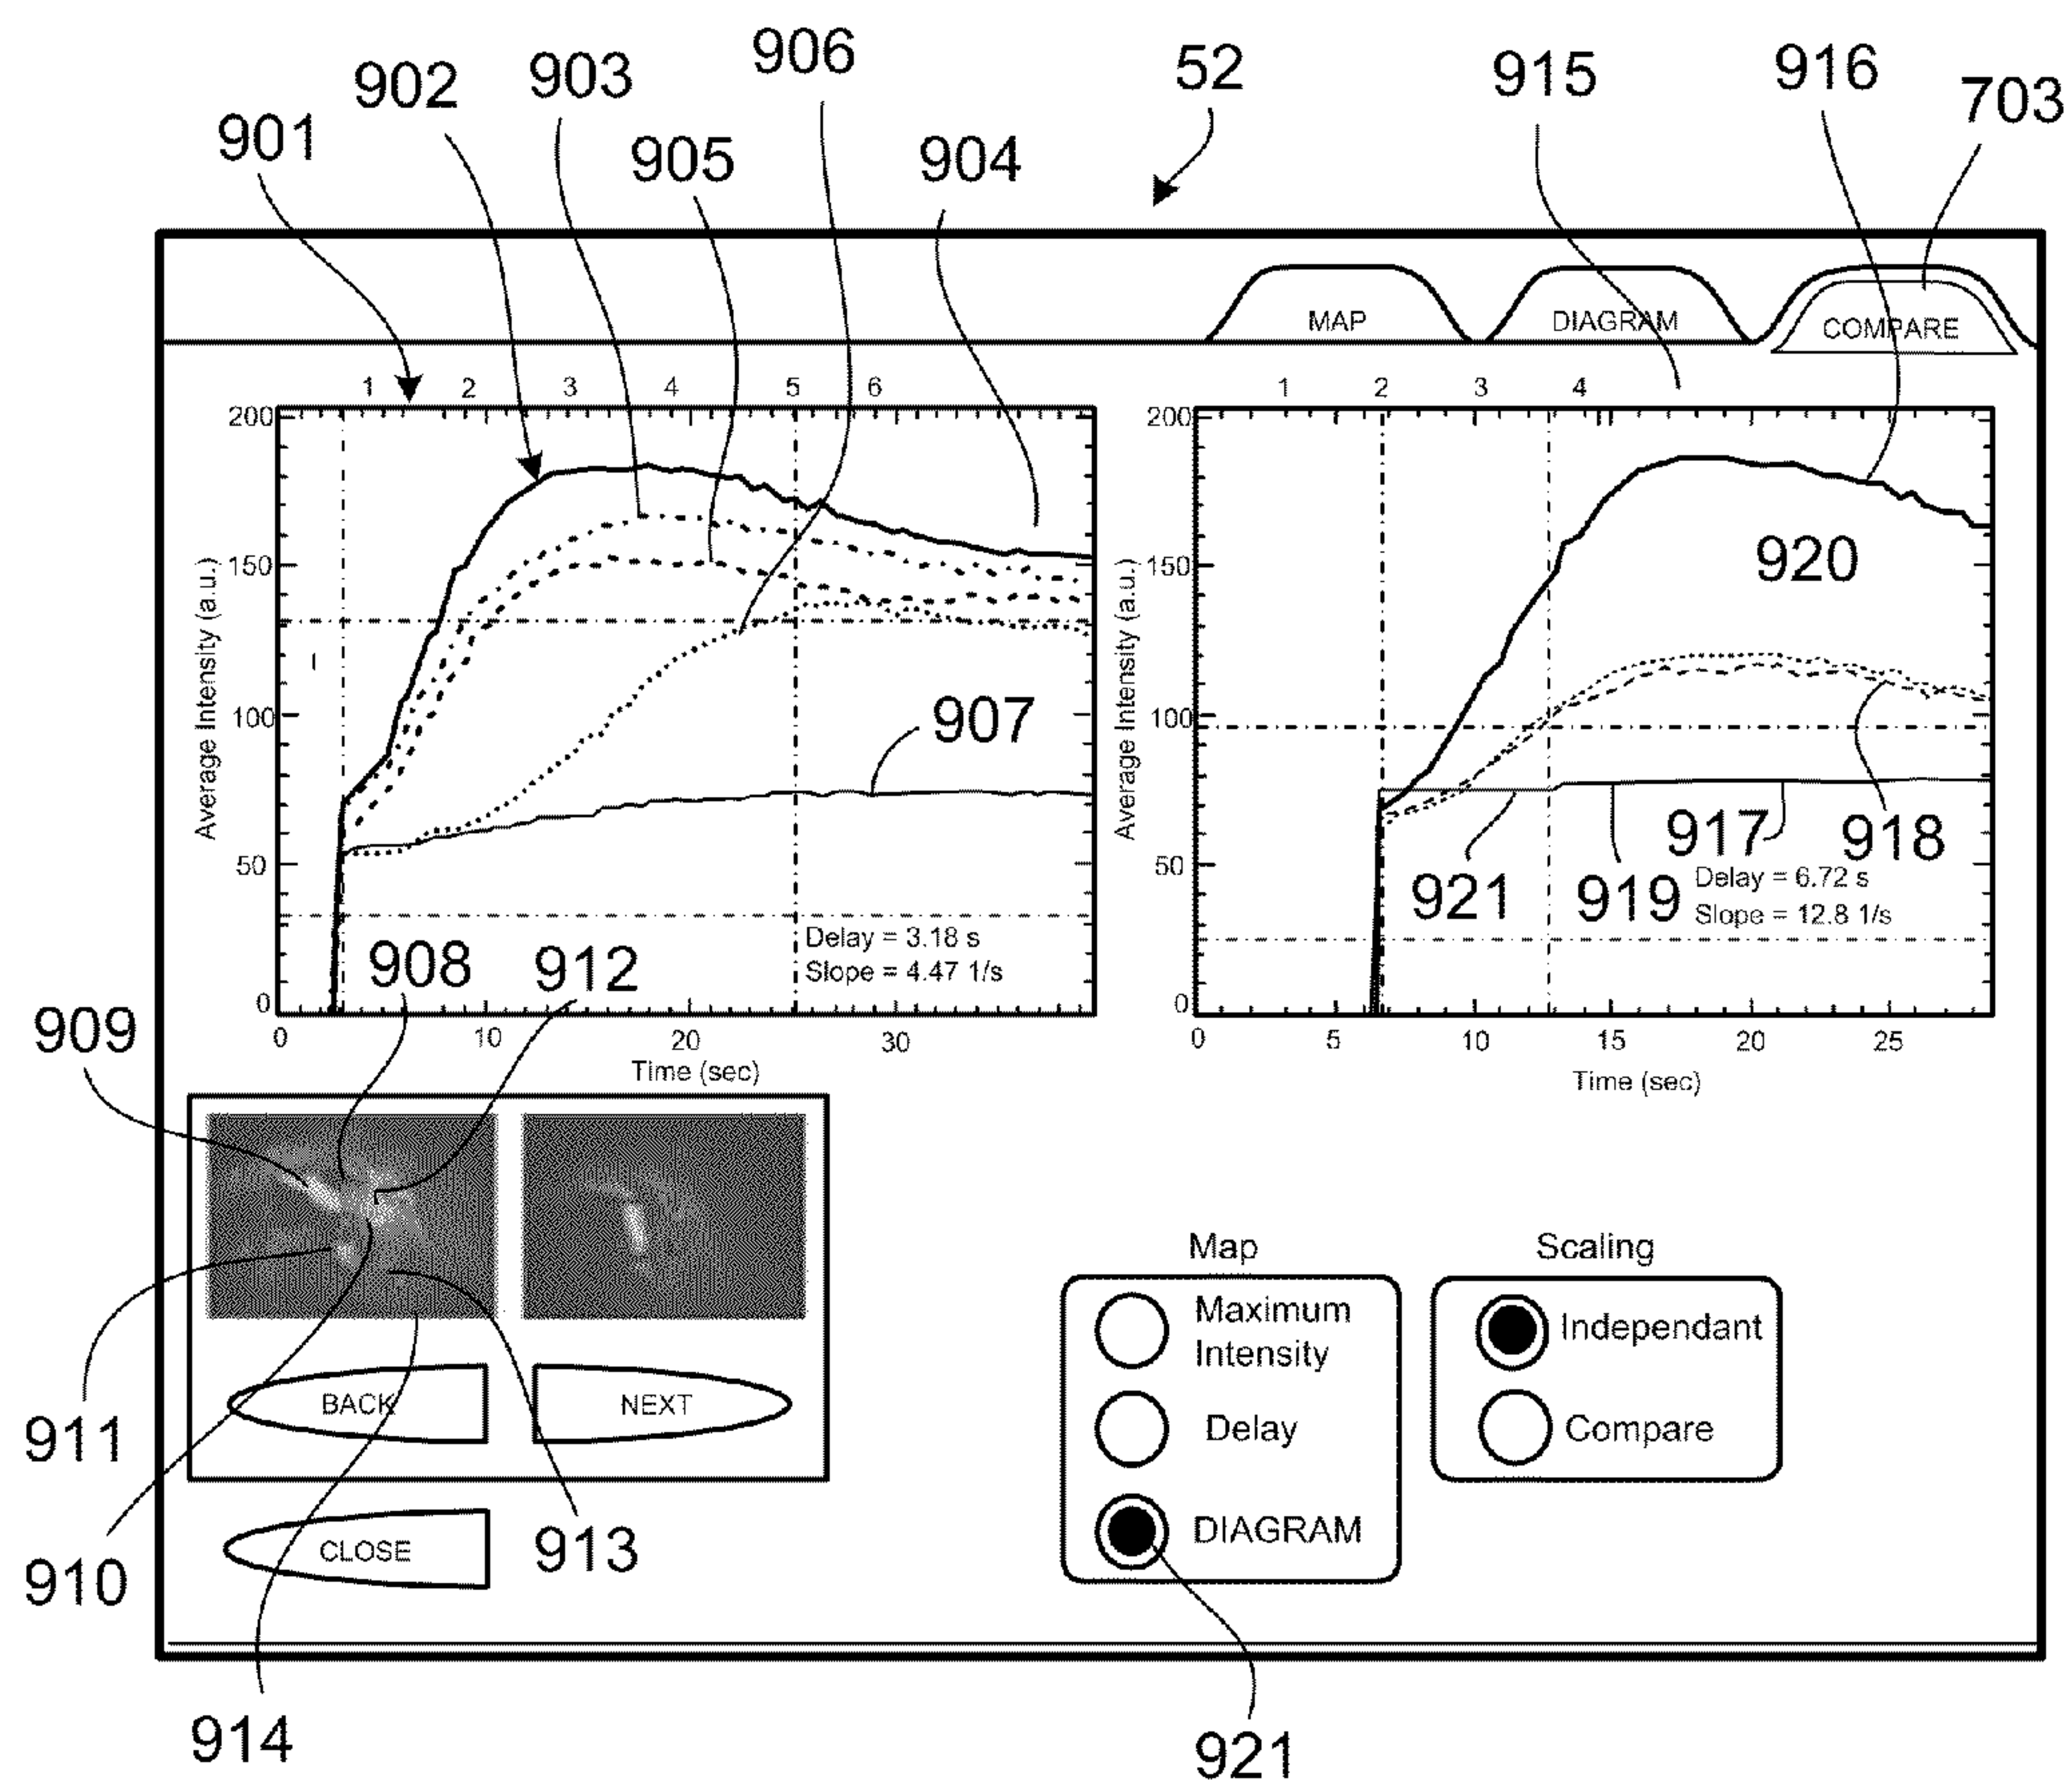 901
902
903
905
906
904
52
915
916
703
MAP
DIAGRAM
COMPARE
1 2 3 4 5 6
200
150
100
50
0
Average Intensity (a.u.)
907
Delay = 3.18 s
Slope = 4.47 1/s
908
912
0 10 20 30
Time (sec)
1 2 3 4
200
150
100
50
0
Average Intensity (a.u.)
920
917
918
921
919
Delay = 6.72 s
Slope = 12.8 1/s
0 5 10 15 20 25
Time (sec)
909
911
910
914
913
BACK
NEXT
CLOSE
Map
Maximum
Intensity
Delay
DIAGRAM
Scaling
Independant
Compare
921